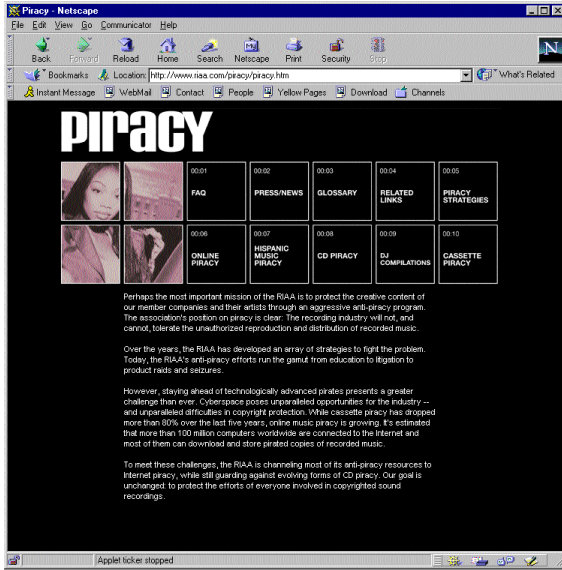 Piracy - Netscape
File Edit View Go Communicator Help
Back Forward Reload Home Search Netscape Print Security Stop
N
Bookmarks Location: http://www.riaa.com/piracy/piracy.htm What's Related
Instant Message WebMail Contact People Yellow Pages Download Channels
PIracy
00:01 00:02 00:03 00:04 00:05
FAQ PRESS/NEWS GLOSSARY RELATED LINKS PIRACY STRATEGIES
00:06 00:07 00:08 00:09 00:10
ONLINE PIRACY HISPANIC MUSIC PIRACY CD PIRACY DJ COMPILATIONS CASSETTE PIRACY
Perhaps the most important mission of the RIAA is to protect the creative content of
our member companies and their artists through an aggressive anti-piracy program.
The association's position on piracy is clear: The recording industry will not, and
cannot, tolerate the unauthorized reproduction and distribution of recorded music.
Over the years, the RIAA has developed an array of strategies to fight the problem.
Today, the RIAA's anti-piracy efforts run the gamut from education to litigation to
product raids and seizures.
However, staying ahead of technologically advanced pirates presents a greater
challenge than ever. Cyberspace poses unparalleled opportunities for the industry --
and unparalleled difficulties in copyright protection. While cassette piracy has dropped
more than 80% over the last five years, online music piracy is growing. It's estimated
that more than 100 million computers worldwide are connected to the Internet and
most of them can download and store pirated copies of recorded music.
To meet these challenges, the RIAA is channeling most of its anti-piracy resources to
Internet piracy, while still guarding against evolving forms of CD piracy. Our goal is
unchanged: to protect the efforts of everyone involved in copyrighted sound
recordings.
Applet ticker stopped